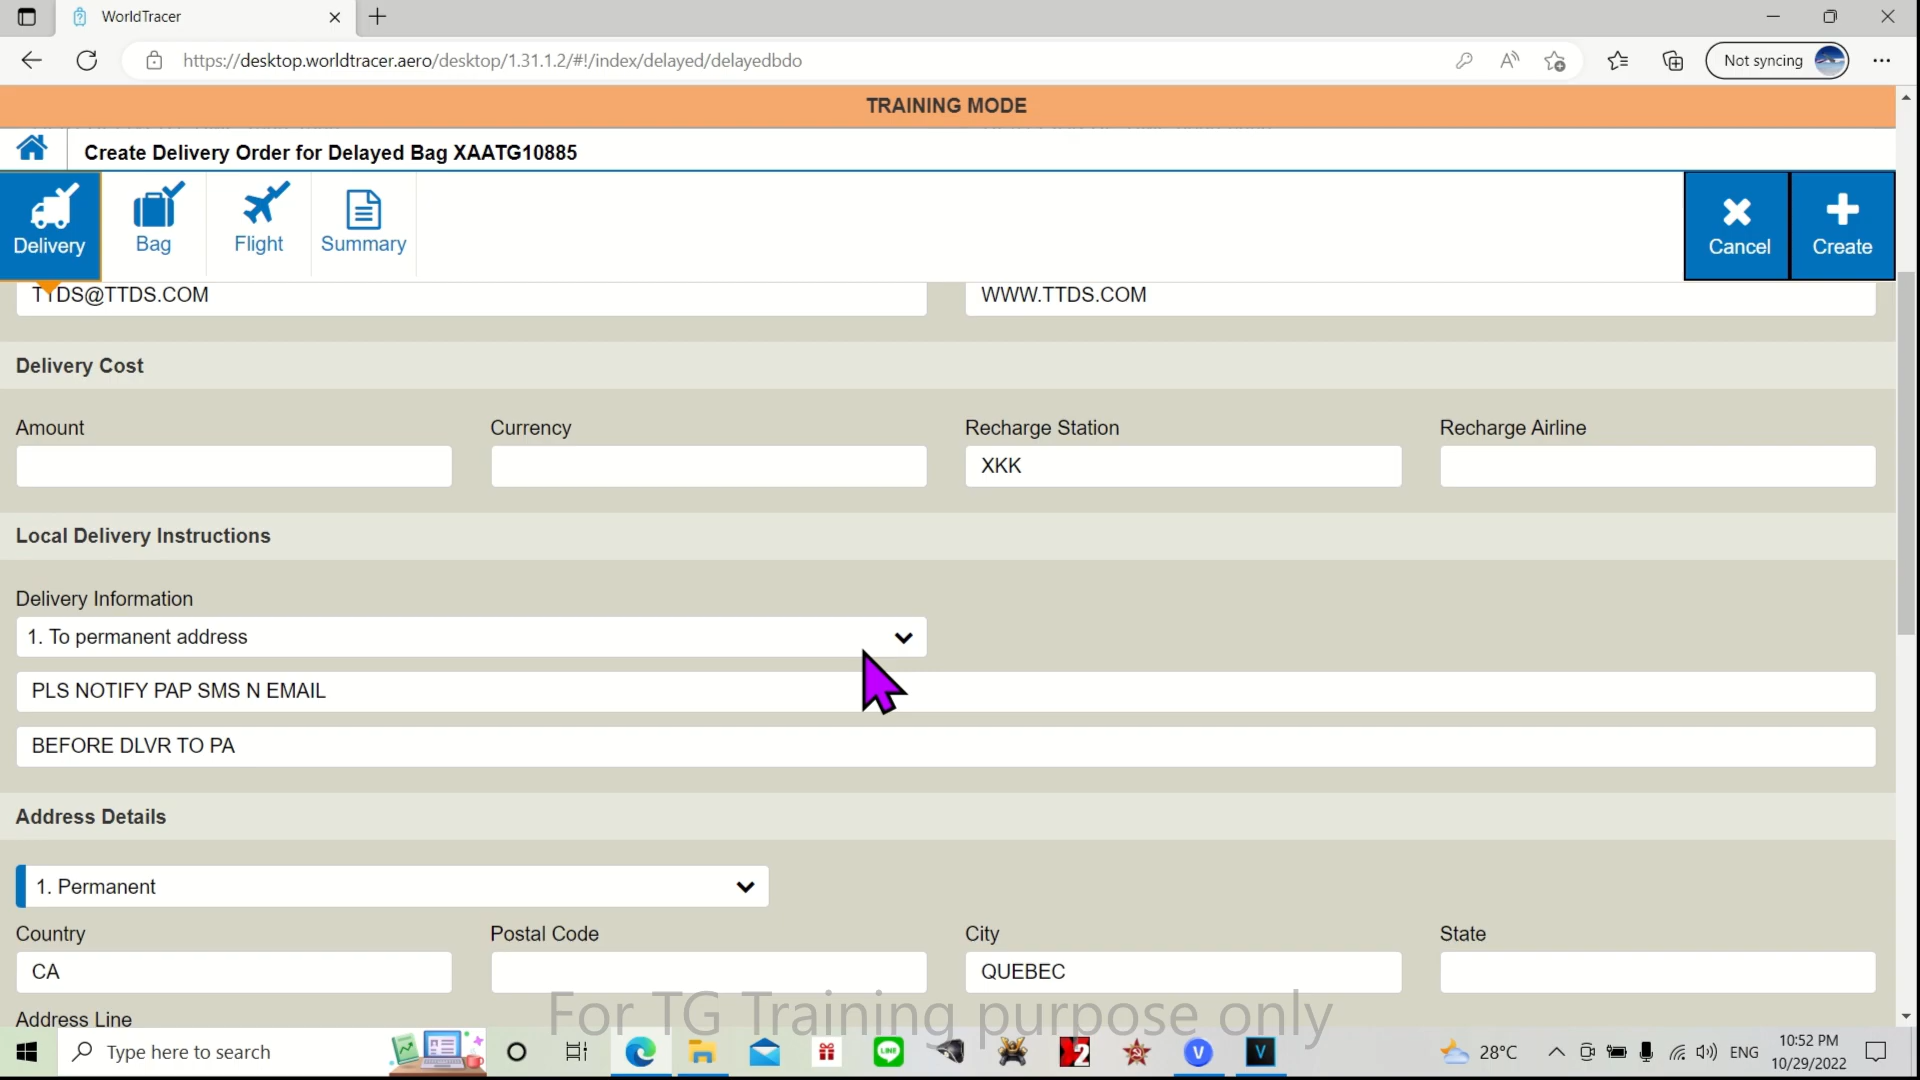 WorldTracer
https://desktop.worldtracer.aero/desktop/1.31.1.2/#!/index/delayed/delayedbdo
Not syncing
TRAINING MODE
Create Delivery Order for Delayed Bag XAATG10885
Delivery
Bag
Flight
Summary
Cancel
Create
TTDS@TTDS.COM
WWW.TTDS.COM
Delivery Cost
Amount
Currency
Recharge Station
Recharge Airline
XKK
Local Delivery Instructions
Delivery Information
1. To permanent address
PLS NOTIFY PAP SMS N EMAIL
BEFORE DLVR TO PA
Address Details
1. Permanent
Country
Postal Code
City
State
CA
QUEBEC
Address Line
For TG Training purpose only
Type here to search
28°C
ENG
10:52 PM
10/29/2022